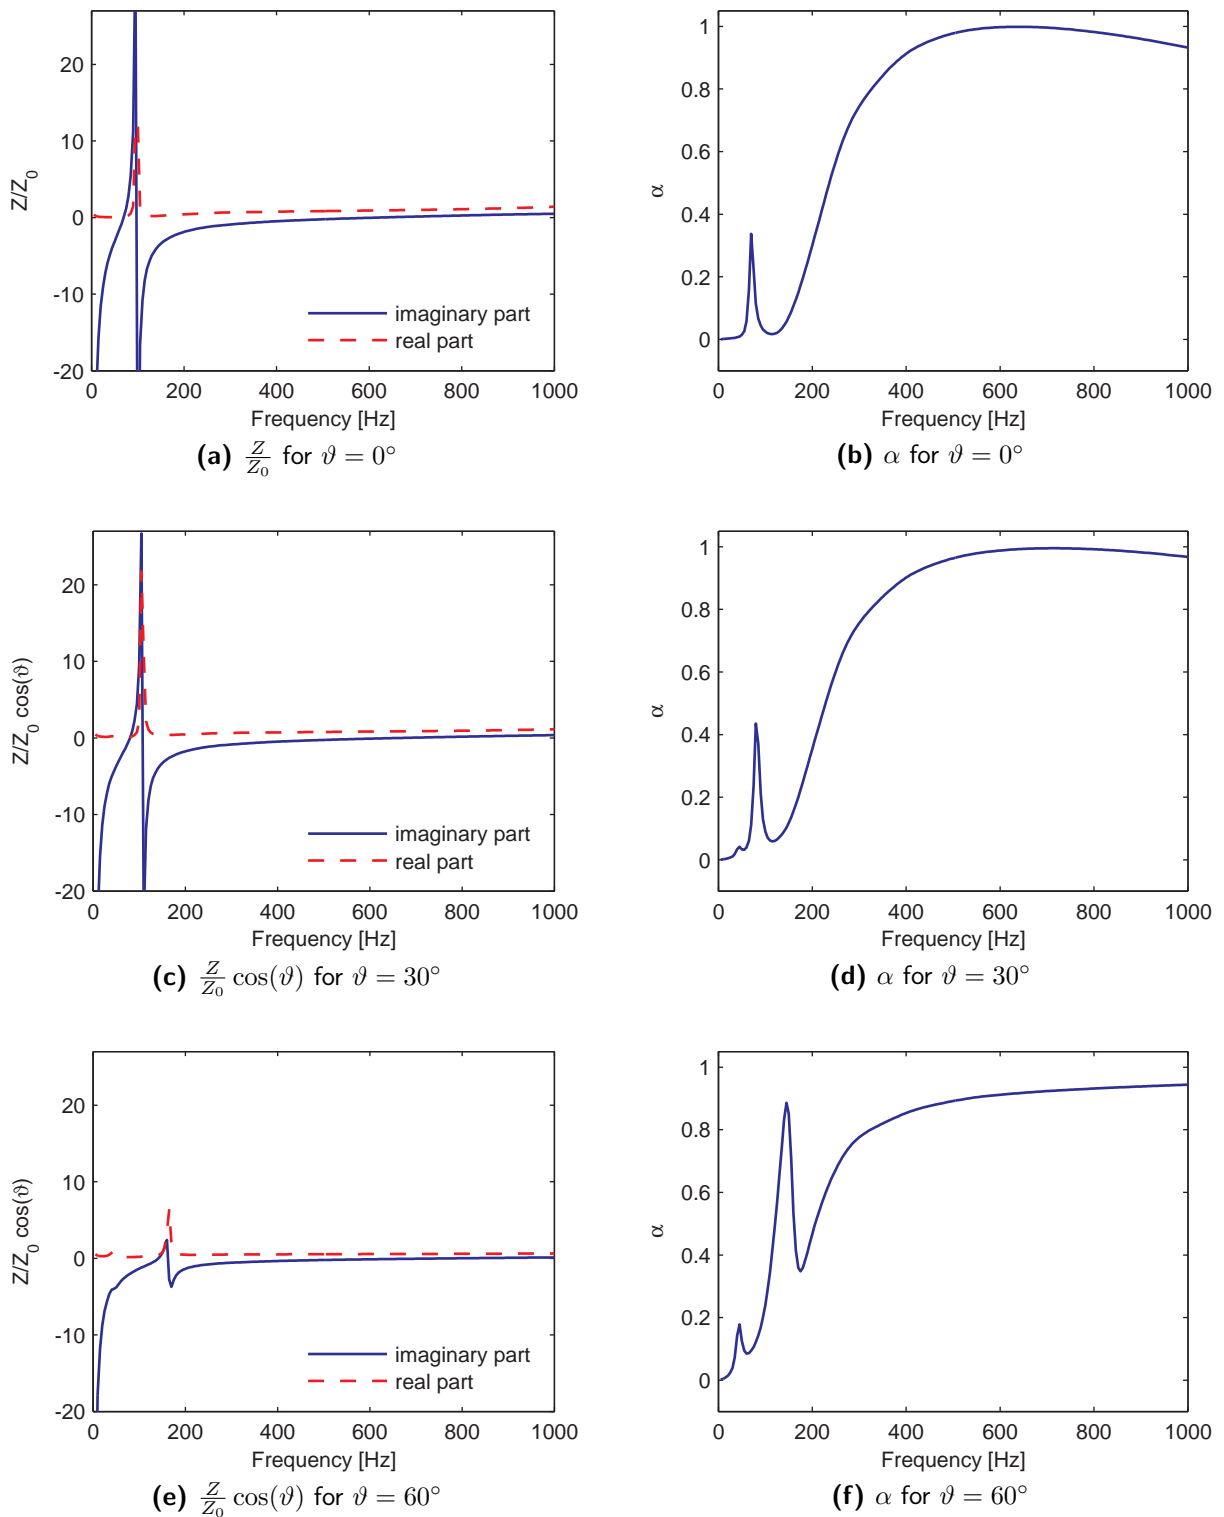 20
10
0
-10
-20
Z/Z0
imaginary part
real part
0 200 400 600 800 1000
Frequency [Hz]
(a) Z/Z0 for ϑ = 0°
1
0.8
0.6
0.4
0.2
0
α
0 200 400 600 800 1000
Frequency [Hz]
(b) α for ϑ = 0°
20
10
0
-10
-20
Z/Z0 cos(ϑ)
imaginary part
real part
0 200 400 600 800 1000
Frequency [Hz]
(c) Z/Z0 cos(ϑ) for ϑ = 30°
1
0.8
0.6
0.4
0.2
0
α
0 200 400 600 800 1000
Frequency [Hz]
(d) α for ϑ = 30°
20
10
0
-10
-20
Z/Z0 cos(ϑ)
imaginary part
real part
0 200 400 600 800 1000
Frequency [Hz]
(e) Z/Z0 cos(ϑ) for ϑ = 60°
1
0.8
0.6
0.4
0.2
0
α
0 200 400 600 800 1000
Frequency [Hz]
(f) α for ϑ = 60°